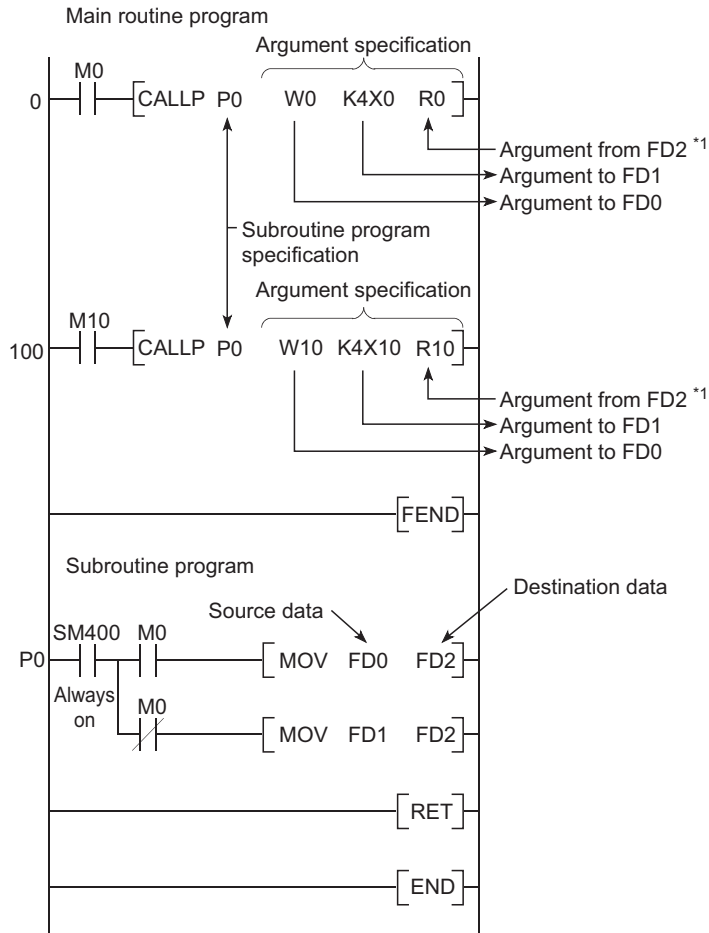 Main routine program
Argument specification
M0
0 CALLP P0 W0 K4X0 R0
Argument from FD2 *1
Argument to FD1
Argument to FD0
Subroutine program
specification
Argument specification
M10
100 CALLP P0 W10 K4X10 R10
Argument from FD2 *1
Argument to FD1
Argument to FD0
FEND
Subroutine program
Destination data
Source data
SM400 M0
P0 MOV FD0 FD2
Always
on
M0
MOV FD1 FD2
RET
END